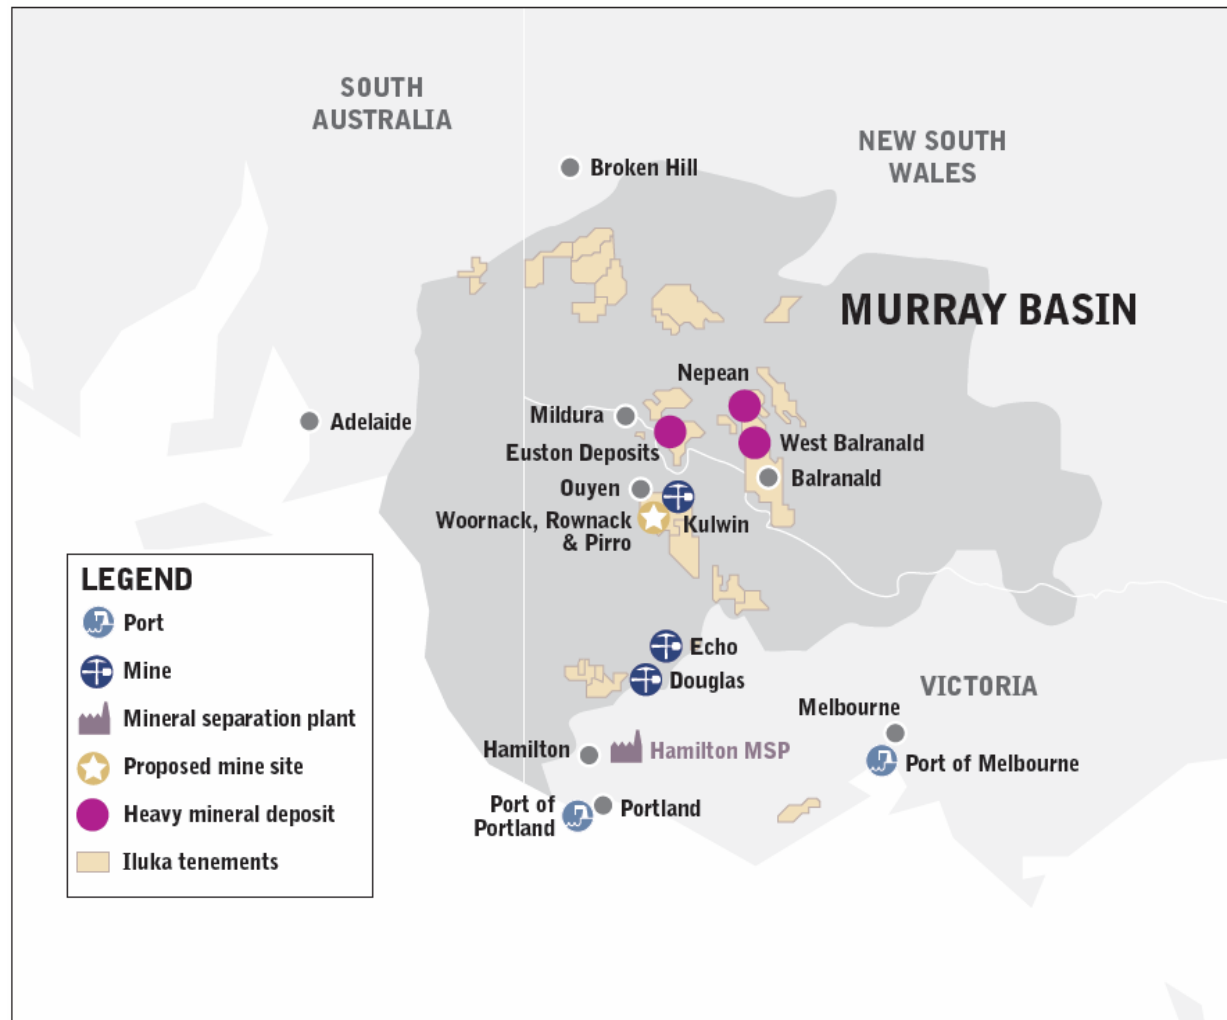 SOUTH
AUSTRALIA
NEW SOUTH
WALES
Broken Hill
MURRAY BASIN
Nepean
Mildura
Adelaide
West Balranald
Euston Deposits
Balranald
Ouyen
Woornack, Rownack
& Pirro
Kulwin
LEGEND
Port
Mine
Mineral separation plant
Proposed mine site
Heavy mineral deposit
Iluka tenements
Echo
Douglas
VICTORIA
Melbourne
Hamilton
Hamilton MSP
Port of Melbourne
Port of
Portland
Portland